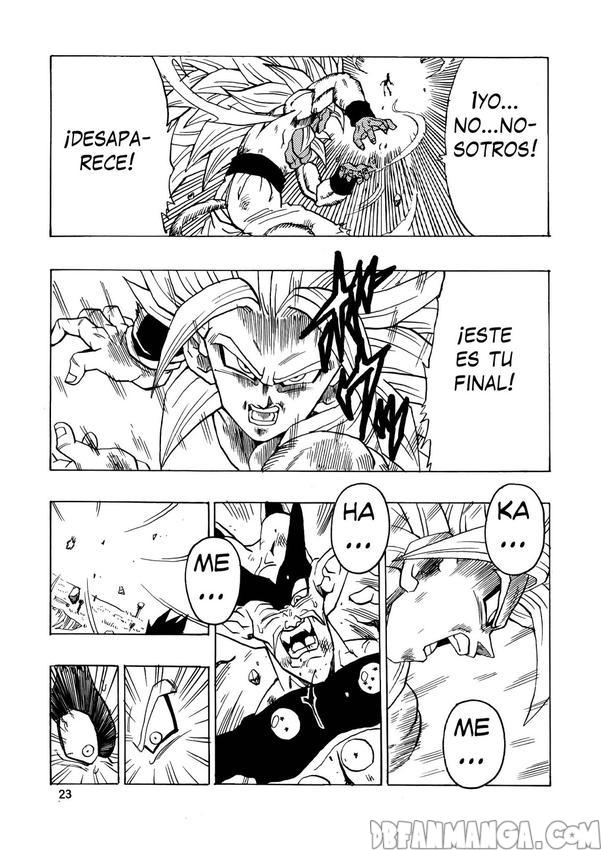 ¡YO...
NO...NO-
SOTROS!
¡DESAPA-
RECE!
¡ESTE
ES TU
FINAL!
KA
...
ME
...
HA
...
ME
...
23
DBFANMANGA.COM